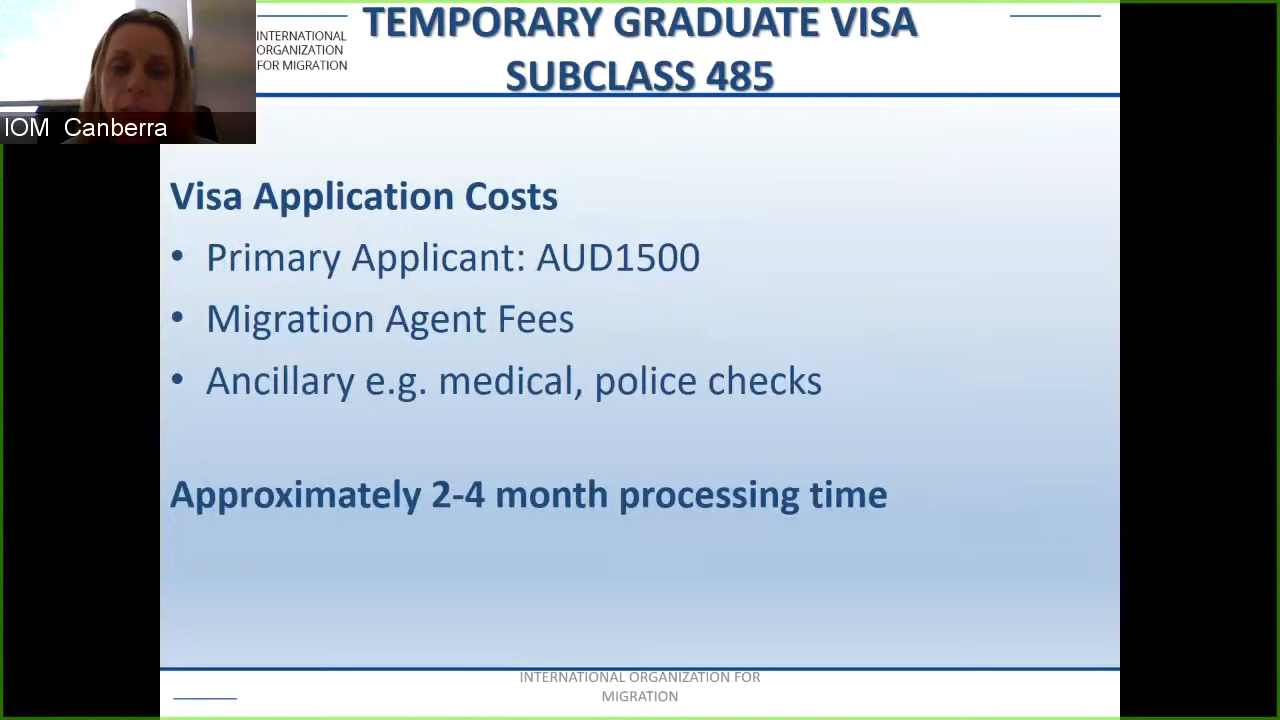 TEMPORARY GRADUATE VISA
SUBCLASS 485
INTERNATIONAL
ORGANIZATION
FOR MIGRATION
IOM Canberra
Visa Application Costs
• Primary Applicant: AUD1500
• Migration Agent Fees
• Ancillary e.g. medical, police checks
Approximately 2-4 month processing time
INTERNATIONAL ORGANIZATION FOR
MIGRATION